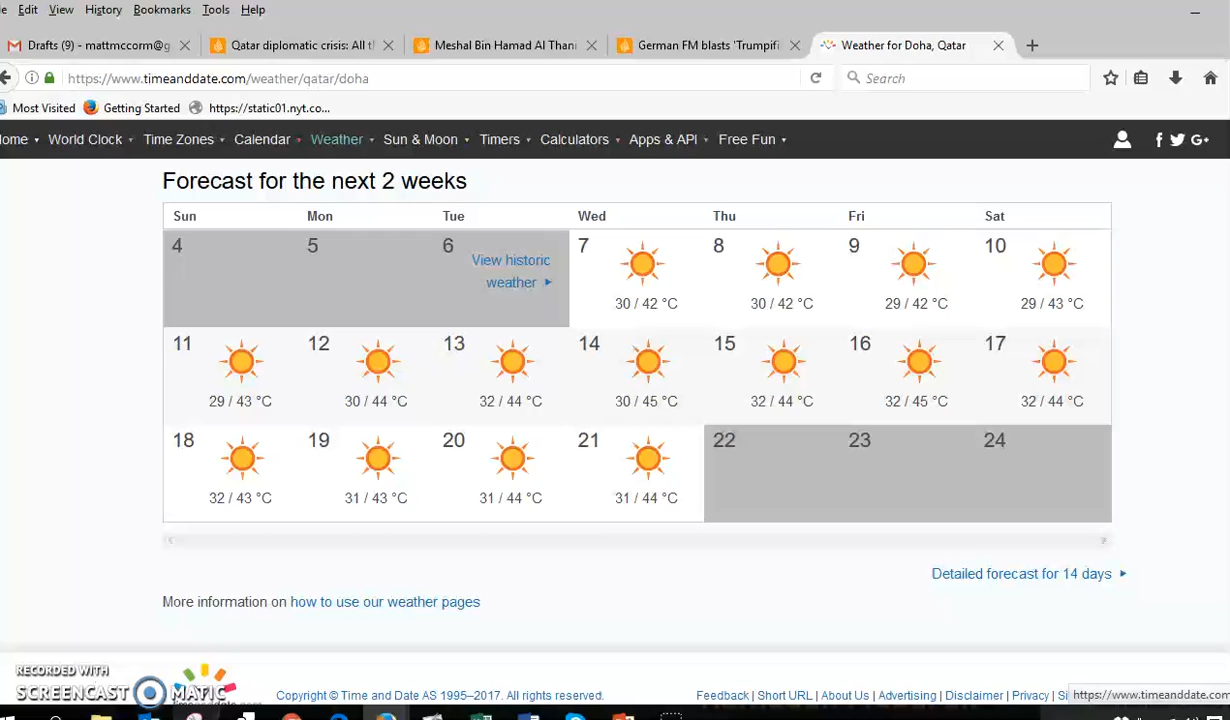 Edit View History Bookmarks Tools Help
Drafts (9) - mattmccorm@g
Qatar diplomatic crisis: All t
Meshal Bin Hamad Al Thani
German FM blasts 'Trumpifi
Weather for Doha, Qatar
https://www.timeanddate.com/weather/qatar/doha
Search
Most Visited Getting Started https://static01.nyt.co...
ome World Clock Time Zones Calendar Weather Sun & Moon Timers Calculators Apps & API Free Fun
Forecast for the next 2 weeks
Sun Mon Tue Wed Thu Fri Sat
4 5 6 7 8 9 10
View historic
weather
30 / 42 °C 30 / 42 °C 29 / 42 °C 29 / 43 °C
11 12 13 14 15 16 17
29 / 43 °C 30 / 44 °C 32 / 44 °C 30 / 45 °C 32 / 44 °C 32 / 45 °C 32 / 44 °C
18 19 20 21 22 23 24
32 / 43 °C 31 / 43 °C 31 / 44 °C 31 / 44 °C
Detailed forecast for 14 days
More information on how to use our weather pages
RECORDED WITH
SCREENCAST MATIC
Copyright © Time and Date AS 1995–2017. All rights reserved.
Feedback | Short URL | About Us | Advertising | Disclaimer | Privacy |
https://www.timeanddate.com